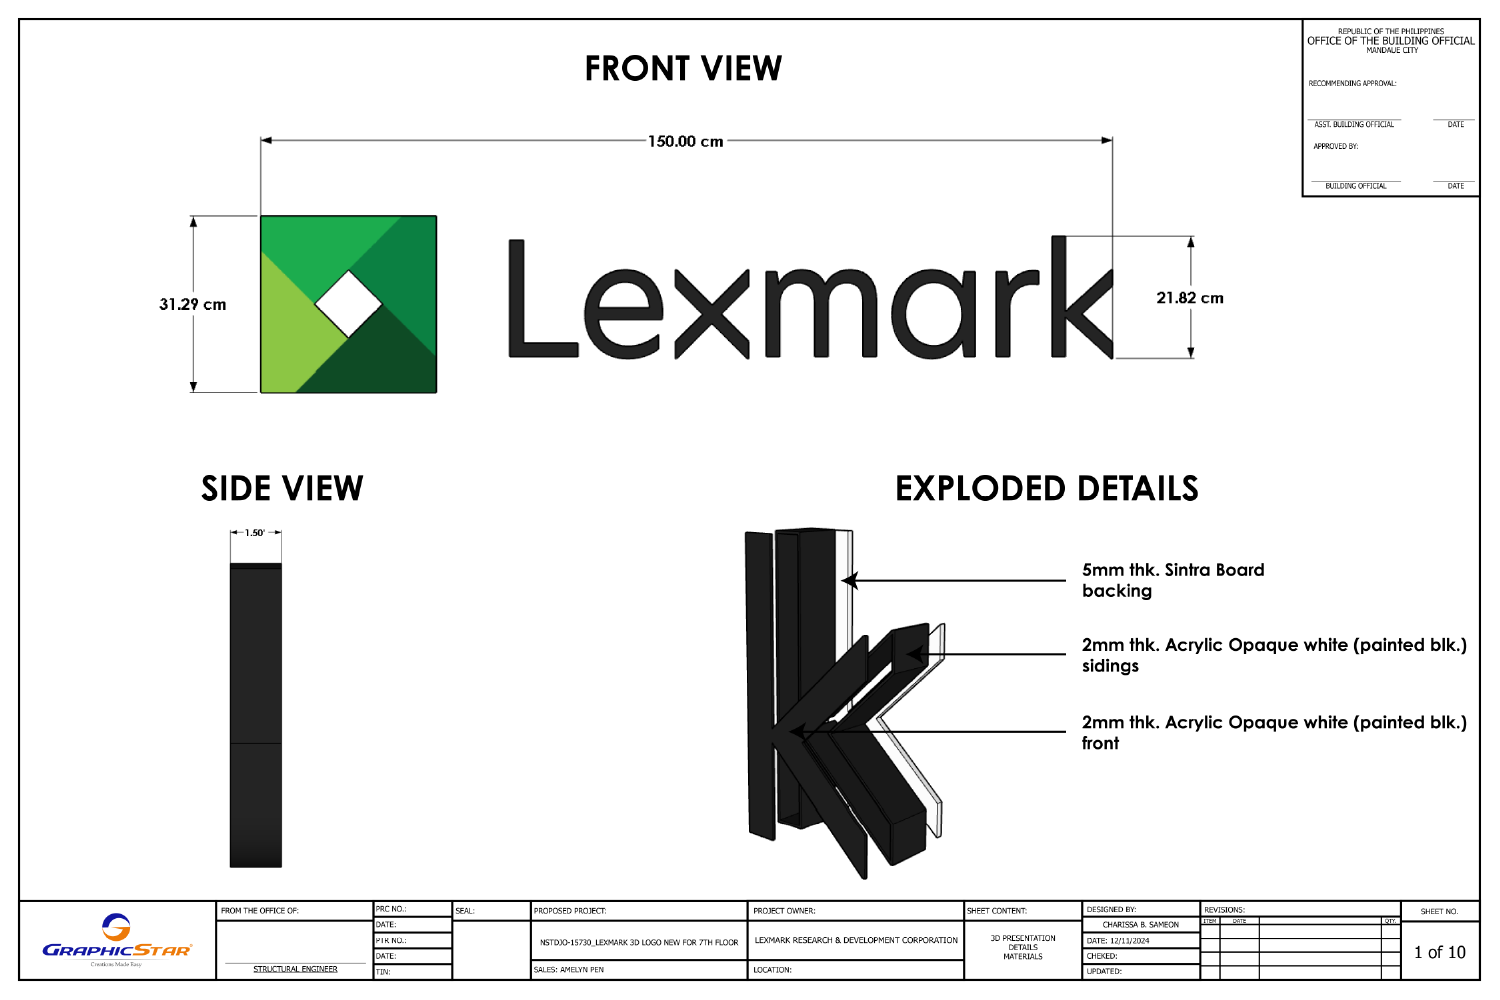 REPUBLIC OF THE PHILIPPINES
OFFICE OF THE BUILDING OFFICIAL
MANDAUE CITY
RECOMMENDING APPROVAL:
ASST. BUILDING OFFICIAL DATE
APPROVED BY:
BUILDING OFFICIAL DATE
FRONT VIEW
150.00 cm
31.29 cm
Lexmark
21.82 cm
SIDE VIEW
1.50'
EXPLODED DETAILS
5mm thk. Sintra Board
backing
2mm thk. Acrylic Opaque white (painted blk.)
sidings
2mm thk. Acrylic Opaque white (painted blk.)
front
GRAPHICSTAR
Creations Made Easy
FROM THE OFFICE OF:
STRUCTURAL ENGINEER
PRC NO.:
DATE:
PTR NO.:
DATE:
TIN:
SEAL:
PROPOSED PROJECT:
NSTDJO-15730_LEXMARK 3D LOGO NEW FOR 7TH FLOOR
SALES: AMELYN PEN
PROJECT OWNER:
LEXMARK RESEARCH & DEVELOPMENT CORPORATION
LOCATION:
SHEET CONTENT:
3D PRESENTATION
DETAILS
MATERIALS
DESIGNED BY:
CHARISSA B. SAMEON
DATE: 12/11/2024
CHEKED:
UPDATED:
REVISIONS:
ITEM DATE QTY.
SHEET NO.
1 of 10